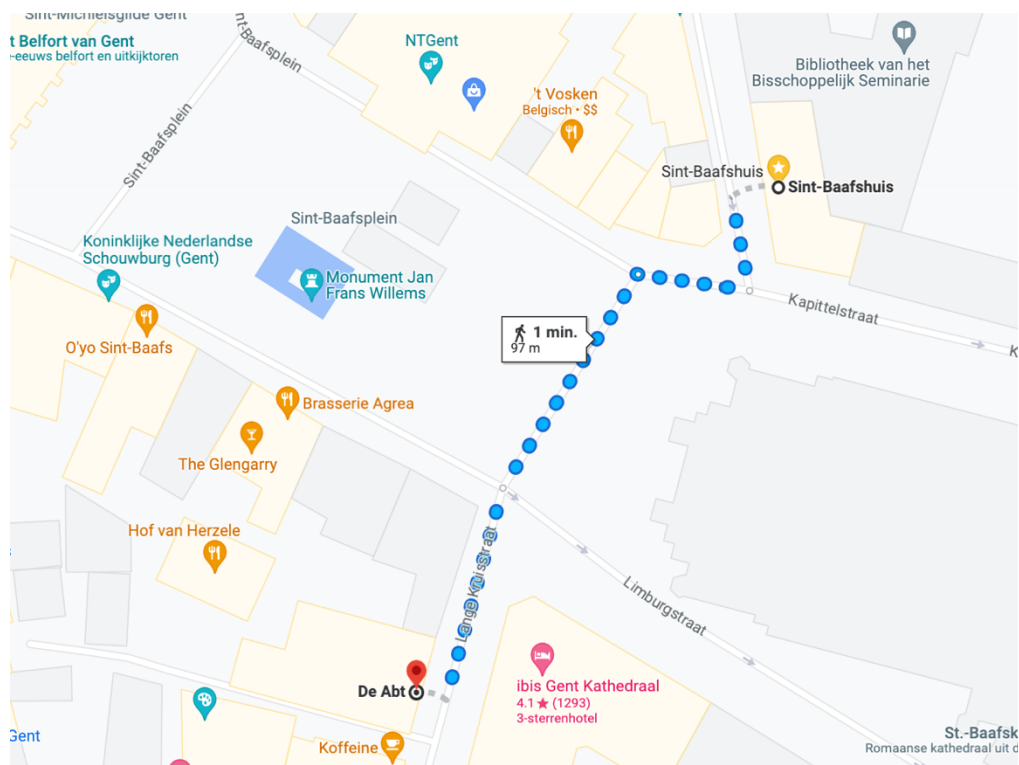 Sint-Michielsgilde Gent
t Belfort van Gent
-eeuws belfort en uitkijktoren
Sint-Baafsplein
NTGent
Bibliotheek van het
Bisschoppelijk Seminarie
't Vosken
Belgisch • $$
Sint-Baafsplein
Sint-Baafshuis
Sint-Baafshuis
Sint-Baafsplein
Koninklijke Nederlandse
Schouwburg (Gent)
Monument Jan
Frans Willems
Kapittelstraat
K
1 min.
97 m
O'yo Sint-Baafs
Brasserie Agrea
The Glengarry
Hof van Herzele
Lange Kruisstraat
Limburgstraat
De Abt
ibis Gent Kathedraal
4.1 ★ (1293)
3-sterrenhotel
Gent
Koffeine
St.-Baafsk
Romaanse kathedraal uit d